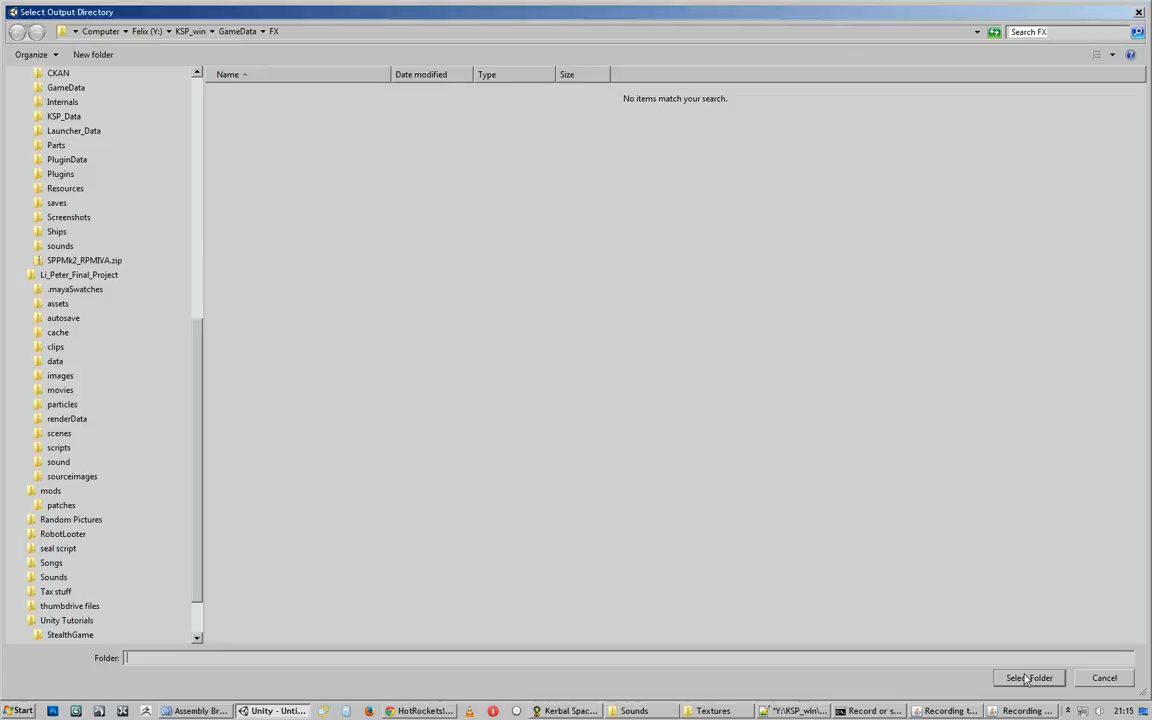 Select Output Directory
Computer Felix (Y:) KSP_win GameData FX
Search FX
Organize New folder
CKAN
GameData
Internals
KSP_Data
Launcher_Data
Parts
PluginData
Plugins
Resources
saves
Screenshots
Ships
sounds
SPPMk2_RPMIVA.zip
Li_Peter_Final_Project
.mayaSwatches
assets
autosave
cache
clips
data
images
movies
particles
renderData
scenes
scripts
sound
sourceimages
mods
patches
Random Pictures
RobotLooter
seal script
Songs
Sounds
Tax stuff
thumbdrive files
Unity Tutorials
StealthGame
Name Date modified Type Size
No items match your search.
Folder:
Select Folder Cancel
Start Assembly Br... Unity - Unti... HotRockets!... Kerbal Spac... Sounds Textures *Y:\KSP_win\... Record or s... Recording t... Recording ... 21:15